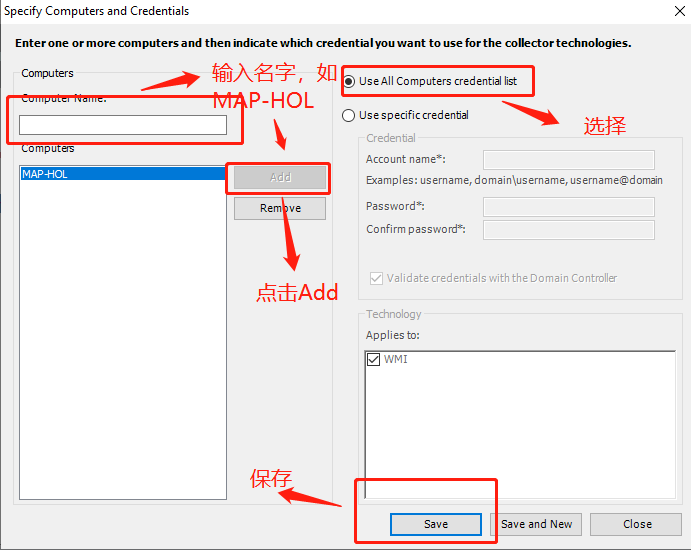 Specify Computers and Credentials
Enter one or more computers and then indicate which credential you want to use for the collector technologies.
Computers
Computer Name:
输入名字，如
MAP-HOL
Use All Computers credential list
Use specific credential
选择
Computers
MAP-HOL
Add
Remove
点击Add
Credential
Account name*:
Examples: username, domain\username, username@domain
Password*:
Confirm password*:
Validate credentials with the Domain Controller
Technology
Applies to:
WMI
保存
Save
Save and New
Close